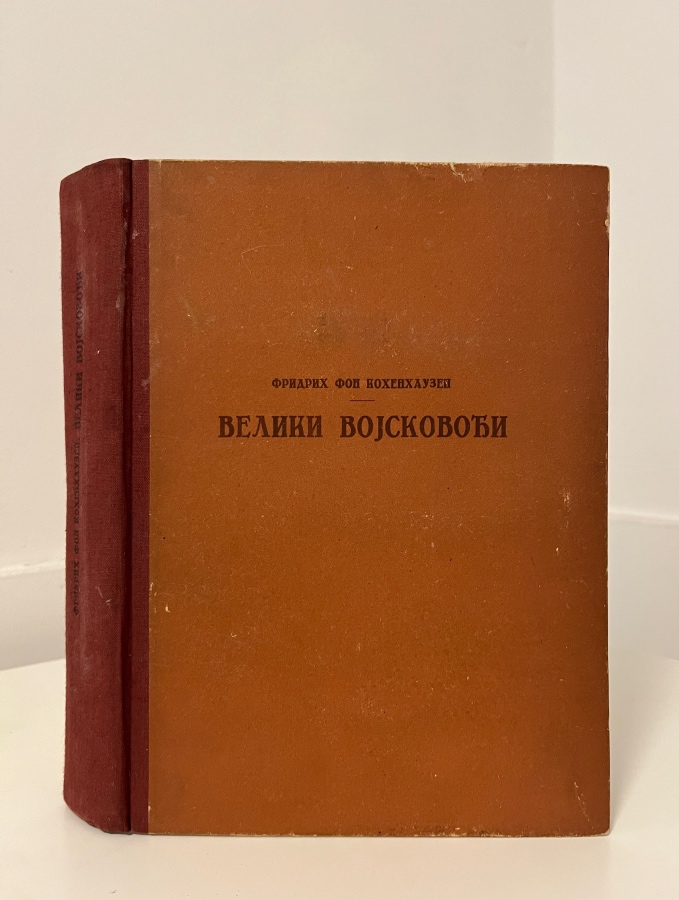 ФРИДРИХ ФОН КОХЕНХАУЗЕН
ВЕЛИКИ ВОЈСКОВОЂИ
ФРИДРИХ ФОН КОХЕНХАУЗЕН: ВЕЛИКИ ВОЈСКОВОЂИ